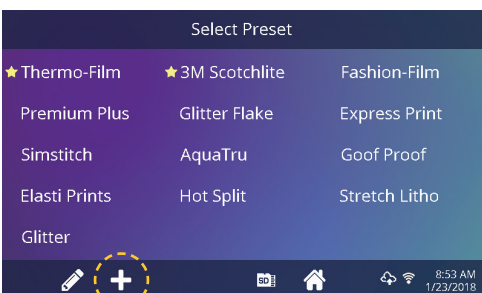 Select Preset
Thermo-Film 3M Scotchlite Fashion-Film
Premium Plus Glitter Flake Express Print
Simstitch AquaTru Goof Proof
Elasti Prints Hot Split Stretch Litho
Glitter
SD 8:53 AM
1/23/2018